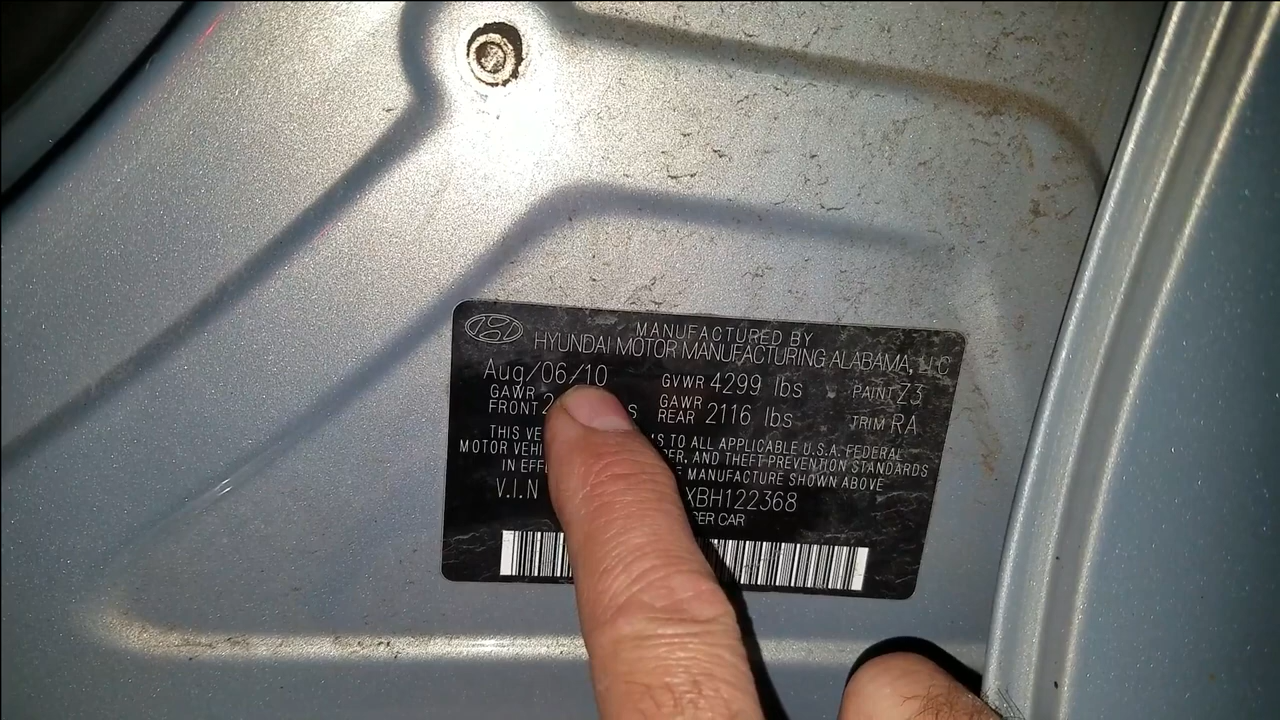 MANUFACTURED BY
HYUNDAI MOTOR MANUFACTURING ALABAMA, LLC
Aug/06/10 GVWR 4299 lbs PAINT Z3
GAWR FRONT GAWR REAR 2116 lbs TRIM RA
THIS IS TO ALL APPLICABLE U.S.A. FEDERAL
MOTOR AND THEFT PREVENTION STANDARDS
IN MANUFACTURE SHOWN ABOVE
V.I.N XBH122368
CAR